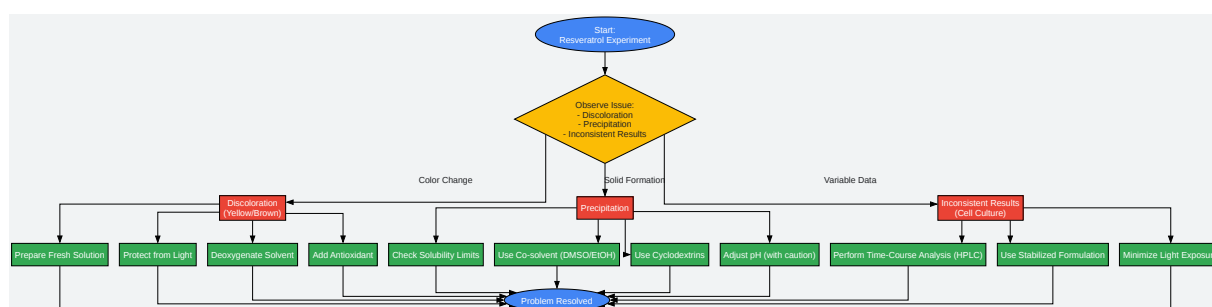 Start:
Resveratrol Experiment
Observe Issue:
- Discoloration
- Precipitation
- Inconsistent Results
Color Change
Solid Formation
Variable Data
Discoloration
(Yellow/Brown)
Precipitation
Inconsistent Results
(Cell Culture)
Prepare Fresh Solution
Protect from Light
Deoxygenate Solvent
Add Antioxidant
Check Solubility Limits
Use Co-solvent (DMSO/EtOH)
Use Cyclodextrins
Adjust pH (with caution)
Perform Time-Course Analysis (HPLC)
Use Stabilized Formulation
Minimize Light Exposur
Problem Resolved